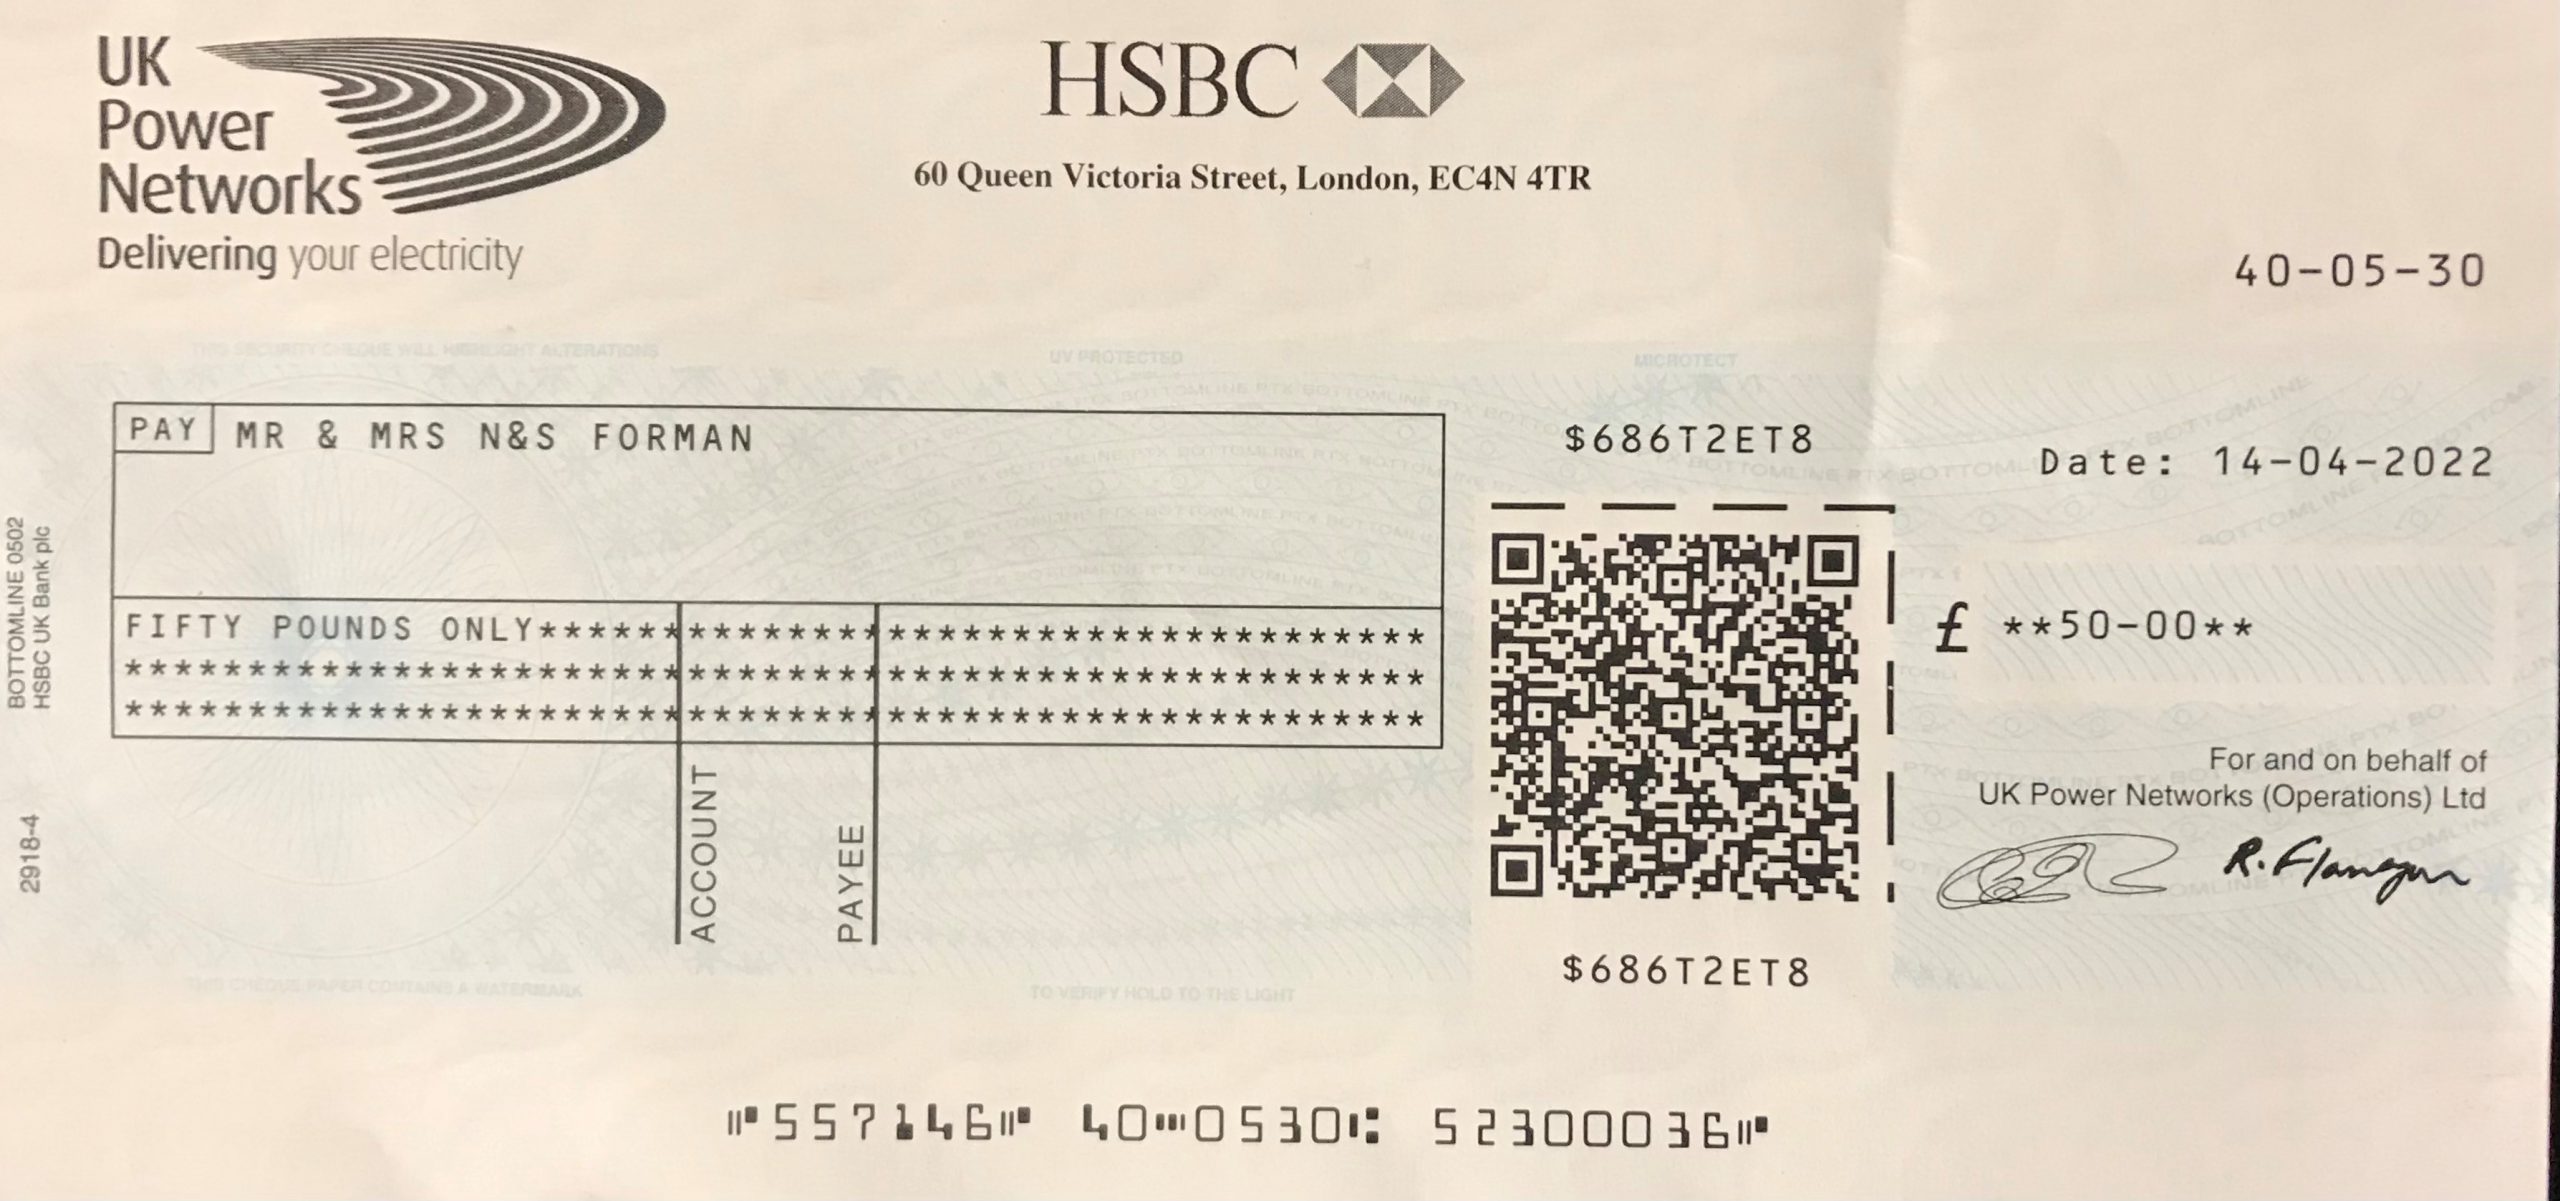 UK
Power
Networks
Delivering your electricity
HSBC
60 Queen Victoria Street, London, EC4N 4TR
40-05-30
THIS SECURITY CHEQUE WILL HIGHLIGHT ALTERATIONS
UV PROTECTED
MICROTECT
PAY MR & MRS N&S FORMAN
$686T2ET8
Date: 14-04-2022
FIFTY POUNDS ONLY***********************************
*****************************************************
*****************************************************
£ **50-00**
ACCOUNT
PAYEE
For and on behalf of
UK Power Networks (Operations) Ltd
R. Flanagan
$686T2ET8
BOTTOMLINE 0502
HSBC UK Bank plc
2918-4
THIS CHEQUE PAPER CONTAINS A WATERMARK
TO VERIFY HOLD TO THE LIGHT
⑈557146⑈ 40⑉0530⑆ 52300036⑈